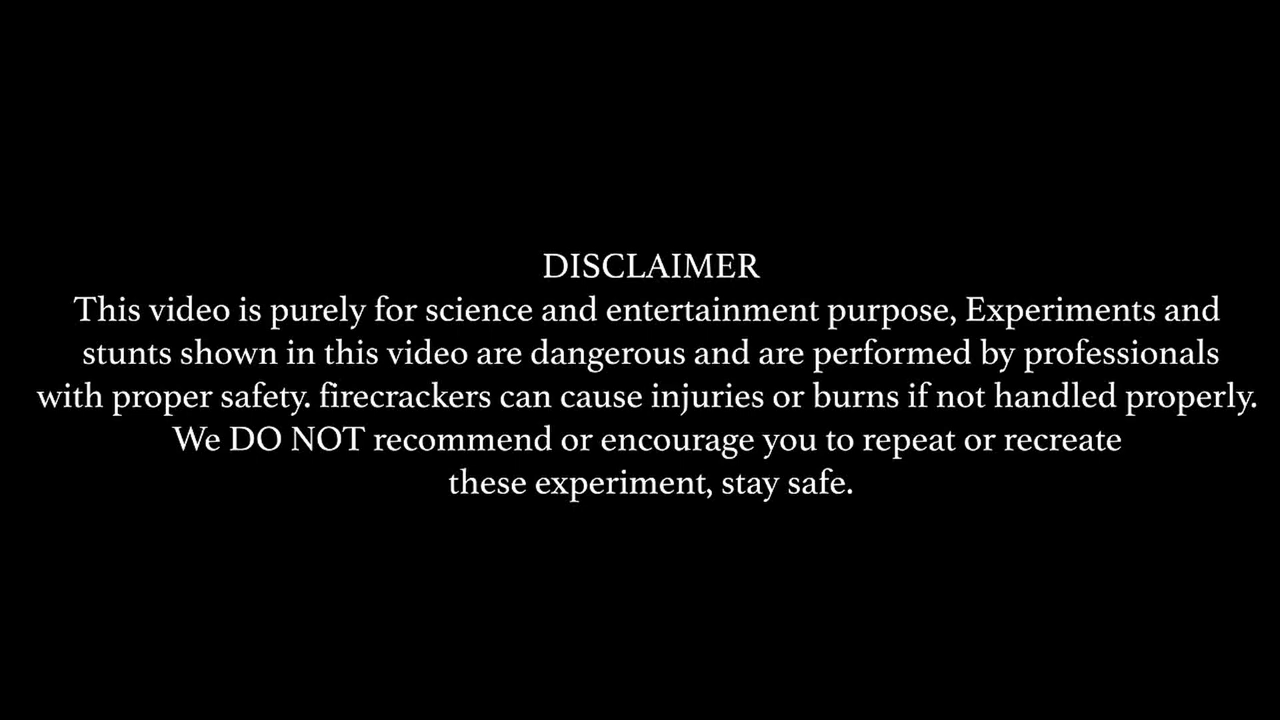 DISCLAIMER
This video is purely for science and entertainment purpose, Experiments and
stunts shown in this video are dangerous and are performed by professionals
with proper safety. firecrackers can cause injuries or burns if not handled properly.
We DO NOT recommend or encourage you to repeat or recreate
these experiment, stay safe.